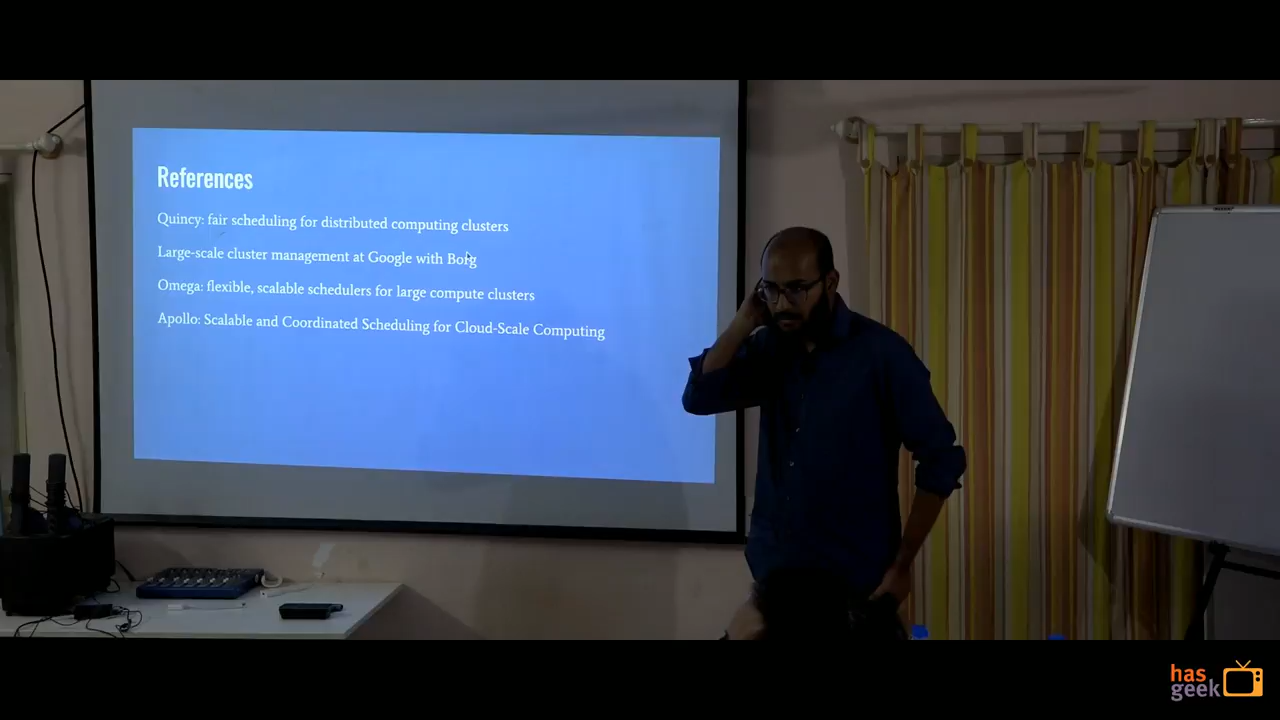 References
Quincy: fair scheduling for distributed computing clusters
Large-scale cluster management at Google with Borg
Omega: flexible, scalable schedulers for large compute clusters
Apollo: Scalable and Coordinated Scheduling for Cloud-Scale Computing
has
geek